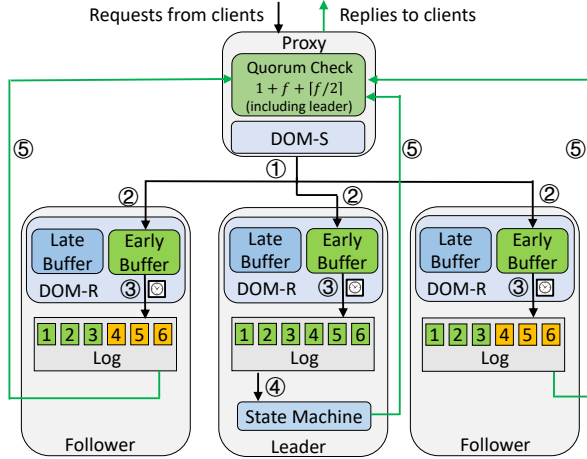 Requests from clients
Replies to clients
Proxy
Quorum Check
1 + f + ⌈f/2⌉
(including leader)
DOM-S
⑤
⑤
⑤
①
②
②
②
Late
Buffer
Early
Buffer
DOM-R
③
1 2 3 4 5 6
Log
Follower
Late
Buffer
Early
Buffer
DOM-R
③
1 2 3 4 5 6
Log
④
State Machine
Leader
Late
Buffer
Early
Buffer
DOM-R
③
1 2 3 4 5 6
Log
Follower